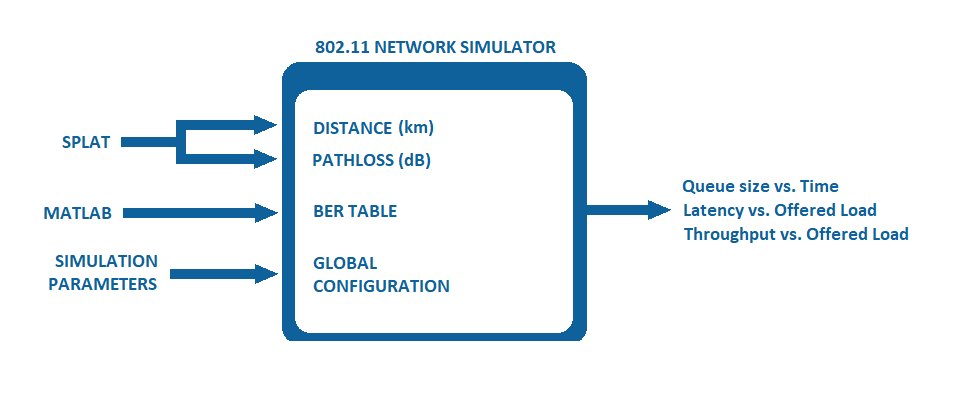 802.11 NETWORK SIMULATOR
SPLAT
DISTANCE (km)
PATHLOSS (dB)
MATLAB
BER TABLE
SIMULATION
PARAMETERS
GLOBAL
CONFIGURATION
Queue size vs. Time
Latency vs. Offered Load
Throughput vs. Offered Load